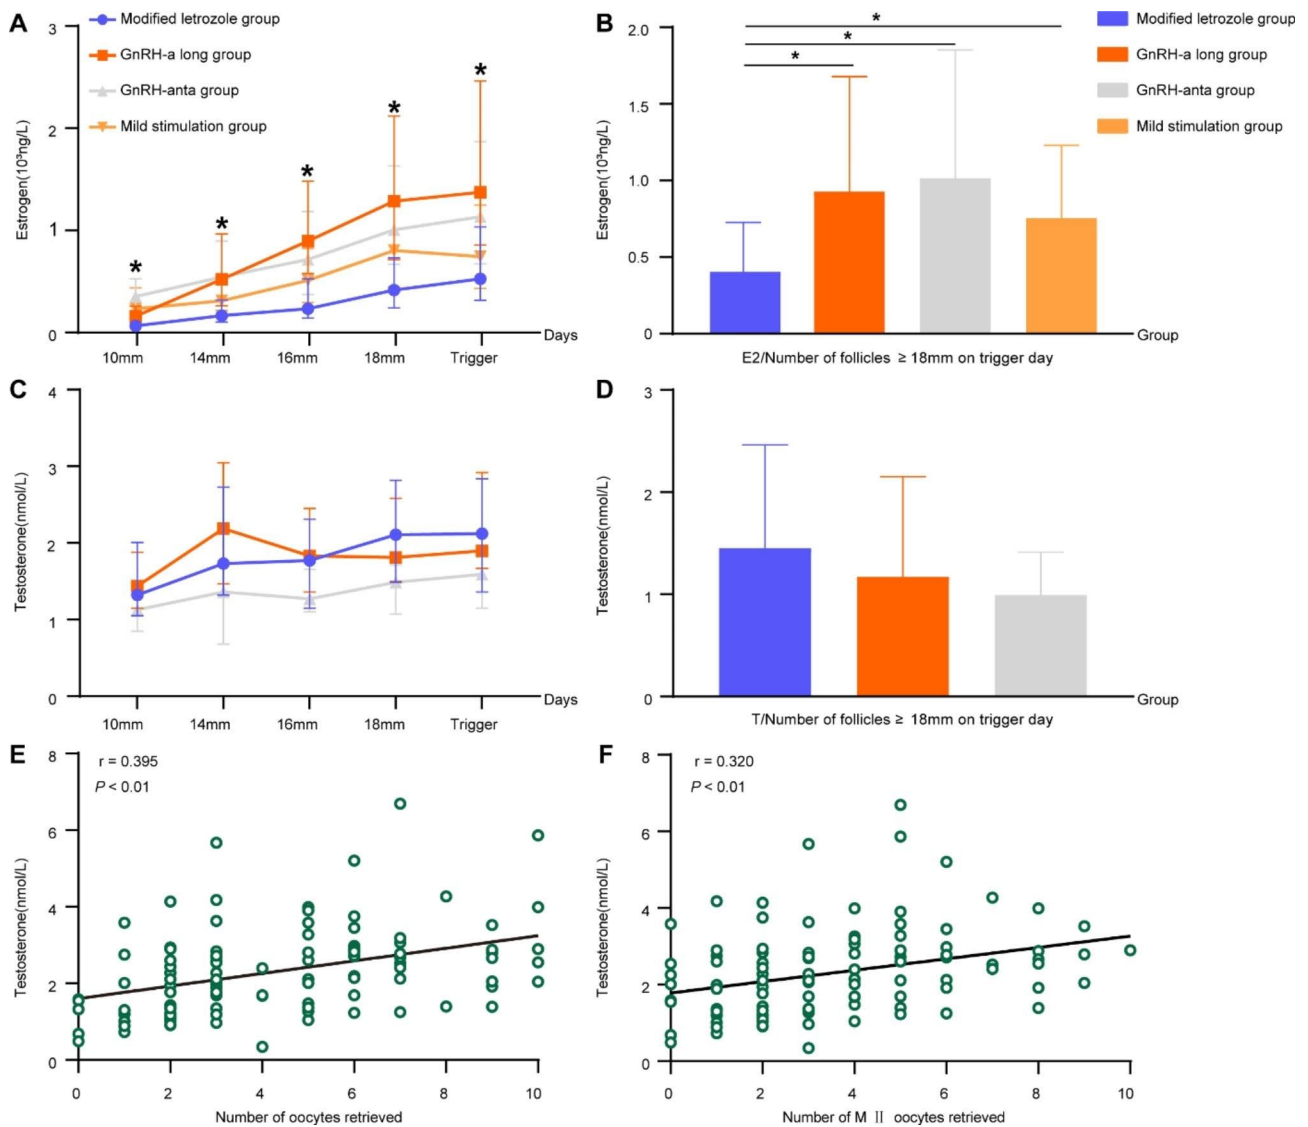 A
3
2
1
0
Estrogen(10³ng/L)
Modified letrozole group
GnRH-a long group
GnRH-anta group
Mild stimulation group
*
*
*
*
*
10mm
14mm
16mm
18mm
Trigger
Days
B
2.0
1.5
1.0
0.5
0
Estrogen(10³ng/L)
*
*
*
Modified letrozole group
GnRH-a long group
GnRH-anta group
Mild stimulation group
Group
E2/Number of follicles ≥ 18mm on trigger day
C
4
3
2
1
0
Testosterone(nmol/L)
10mm
14mm
16mm
18mm
Trigger
Days
D
3
2
1
0
Testosterone(nmol/L)
Group
T/Number of follicles ≥ 18mm on trigger day
E
8
6
4
2
0
Testosterone(nmol/L)
r = 0.395
P < 0.01
0 2 4 6 8 10
Number of oocytes retrieved
F
8
6
4
2
0
Testosterone(nmol/L)
r = 0.320
P < 0.01
0 2 4 6 8 10
Number of M II oocytes retrieved